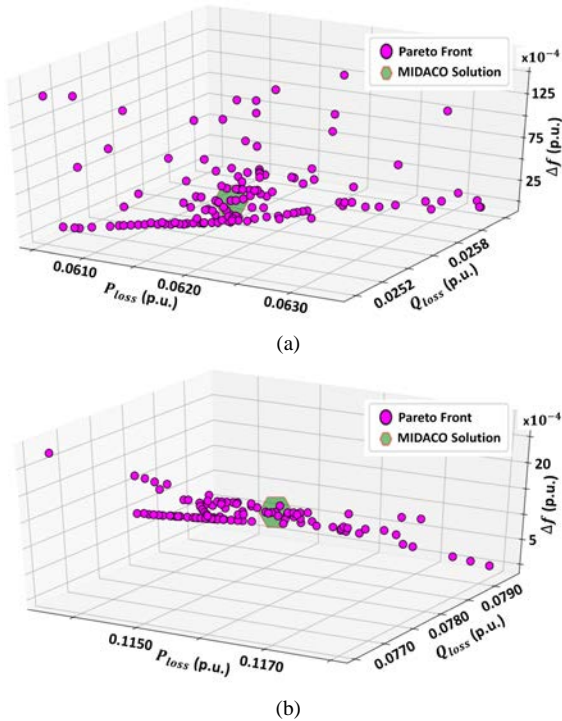 Pareto Front
MIDACO Solution
×10⁻⁴
125
75
25
Δf (p.u.)
0.0610
0.0620
0.0630
P_loss (p.u.)
0.0252
0.0258
Q_loss (p.u.)
(a)
Pareto Front
MIDACO Solution
×10⁻⁴
20
5
Δf (p.u.)
0.1150
0.1170
P_loss (p.u.)
0.0770
0.0780
0.0790
Q_loss (p.u.)
(b)